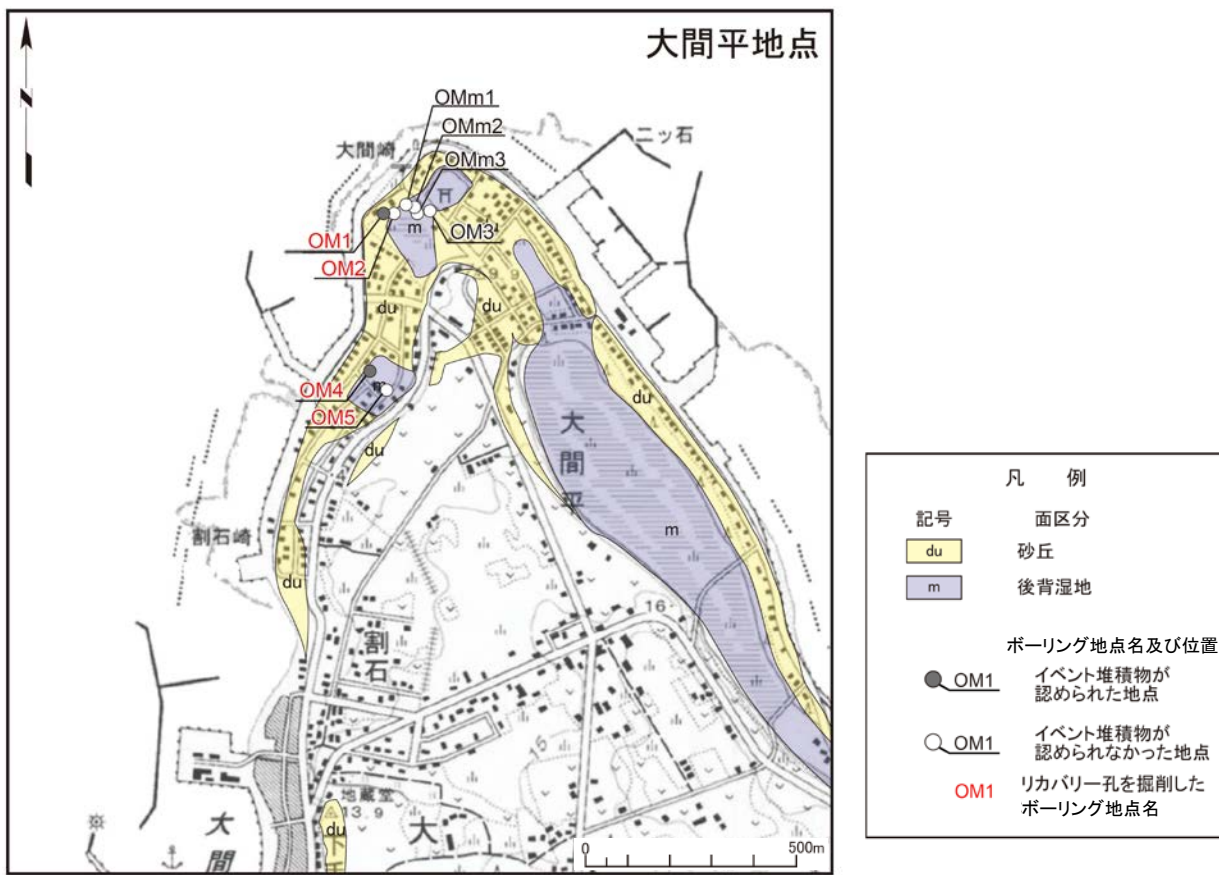 大間平地点
N
OMm1
OMm2
大間崎
二ッ石
OMm3
m
OM1
OM3'
OM2
du
du
9
OM4
OM5
du
du
大間平
m
割石崎
du
16
割石
地蔵堂
13.9
du
大
大間
0
500m
凡 例
記号
面区分
du
砂丘
m
後背湿地
ボーリング地点名及び位置
OM1
イベント堆積物が
認められた地点
OM1
イベント堆積物が
認められなかった地点
OM1
リカバリー孔を掘削した
ボーリング地点名